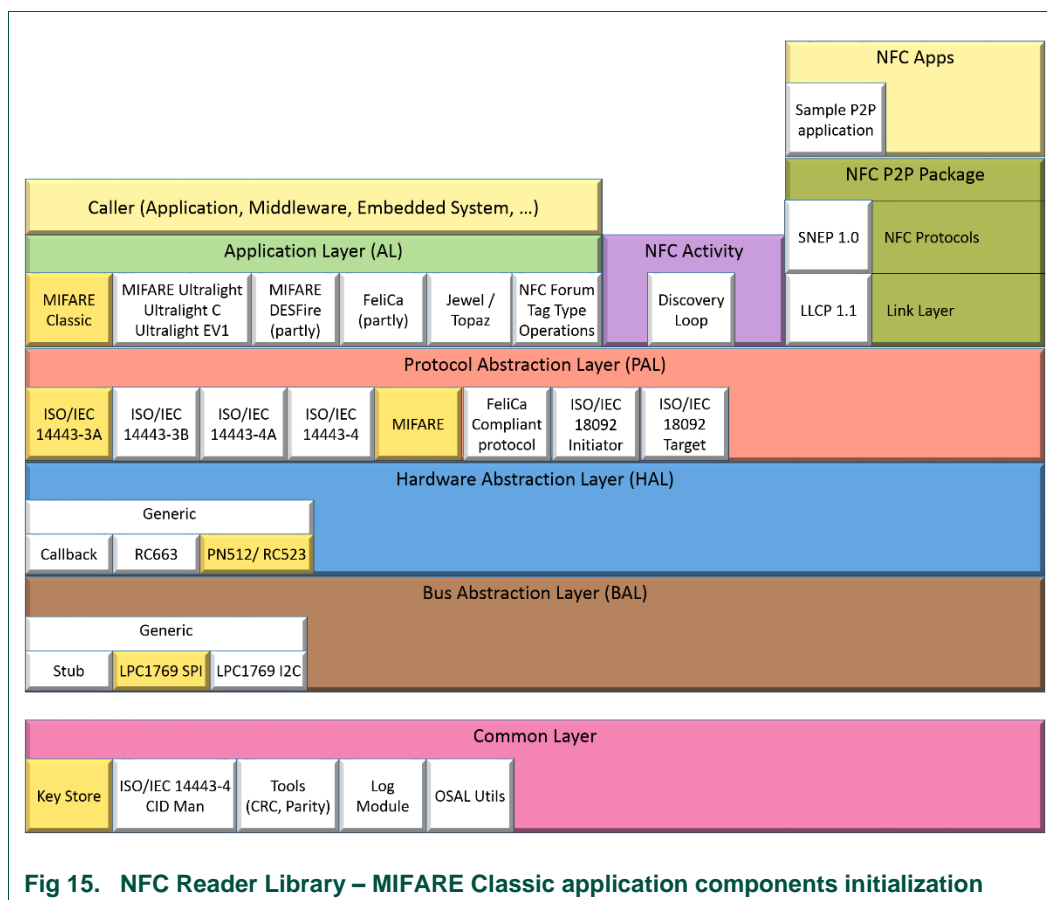 NFC Apps
Sample P2P
application
NFC P2P Package
Caller (Application, Middleware, Embedded System, ...)
SNEP 1.0
NFC Protocols
Application Layer (AL)
NFC Activity
MIFARE
Classic
MIFARE Ultralight
Ultralight C
Ultralight EV1
MIFARE
DESFire
(partly)
FeliCa
(partly)
Jewel /
Topaz
NFC Forum
Tag Type
Operations
Discovery
Loop
LLCP 1.1
Link Layer
Protocol Abstraction Layer (PAL)
ISO/IEC
14443-3A
ISO/IEC
14443-3B
ISO/IEC
14443-4A
ISO/IEC
14443-4
MIFARE
FeliCa
Compliant
protocol
ISO/IEC
18092
Initiator
ISO/IEC
18092
Target
Hardware Abstraction Layer (HAL)
Generic
Callback
RC663
PN512/ RC523
Bus Abstraction Layer (BAL)
Generic
Stub
LPC1769 SPI
LPC1769 I2C
Common Layer
Key Store
ISO/IEC 14443-4
CID Man
Tools
(CRC, Parity)
Log
Module
OSAL Utils
Fig 15. NFC Reader Library – MIFARE Classic application components initialization